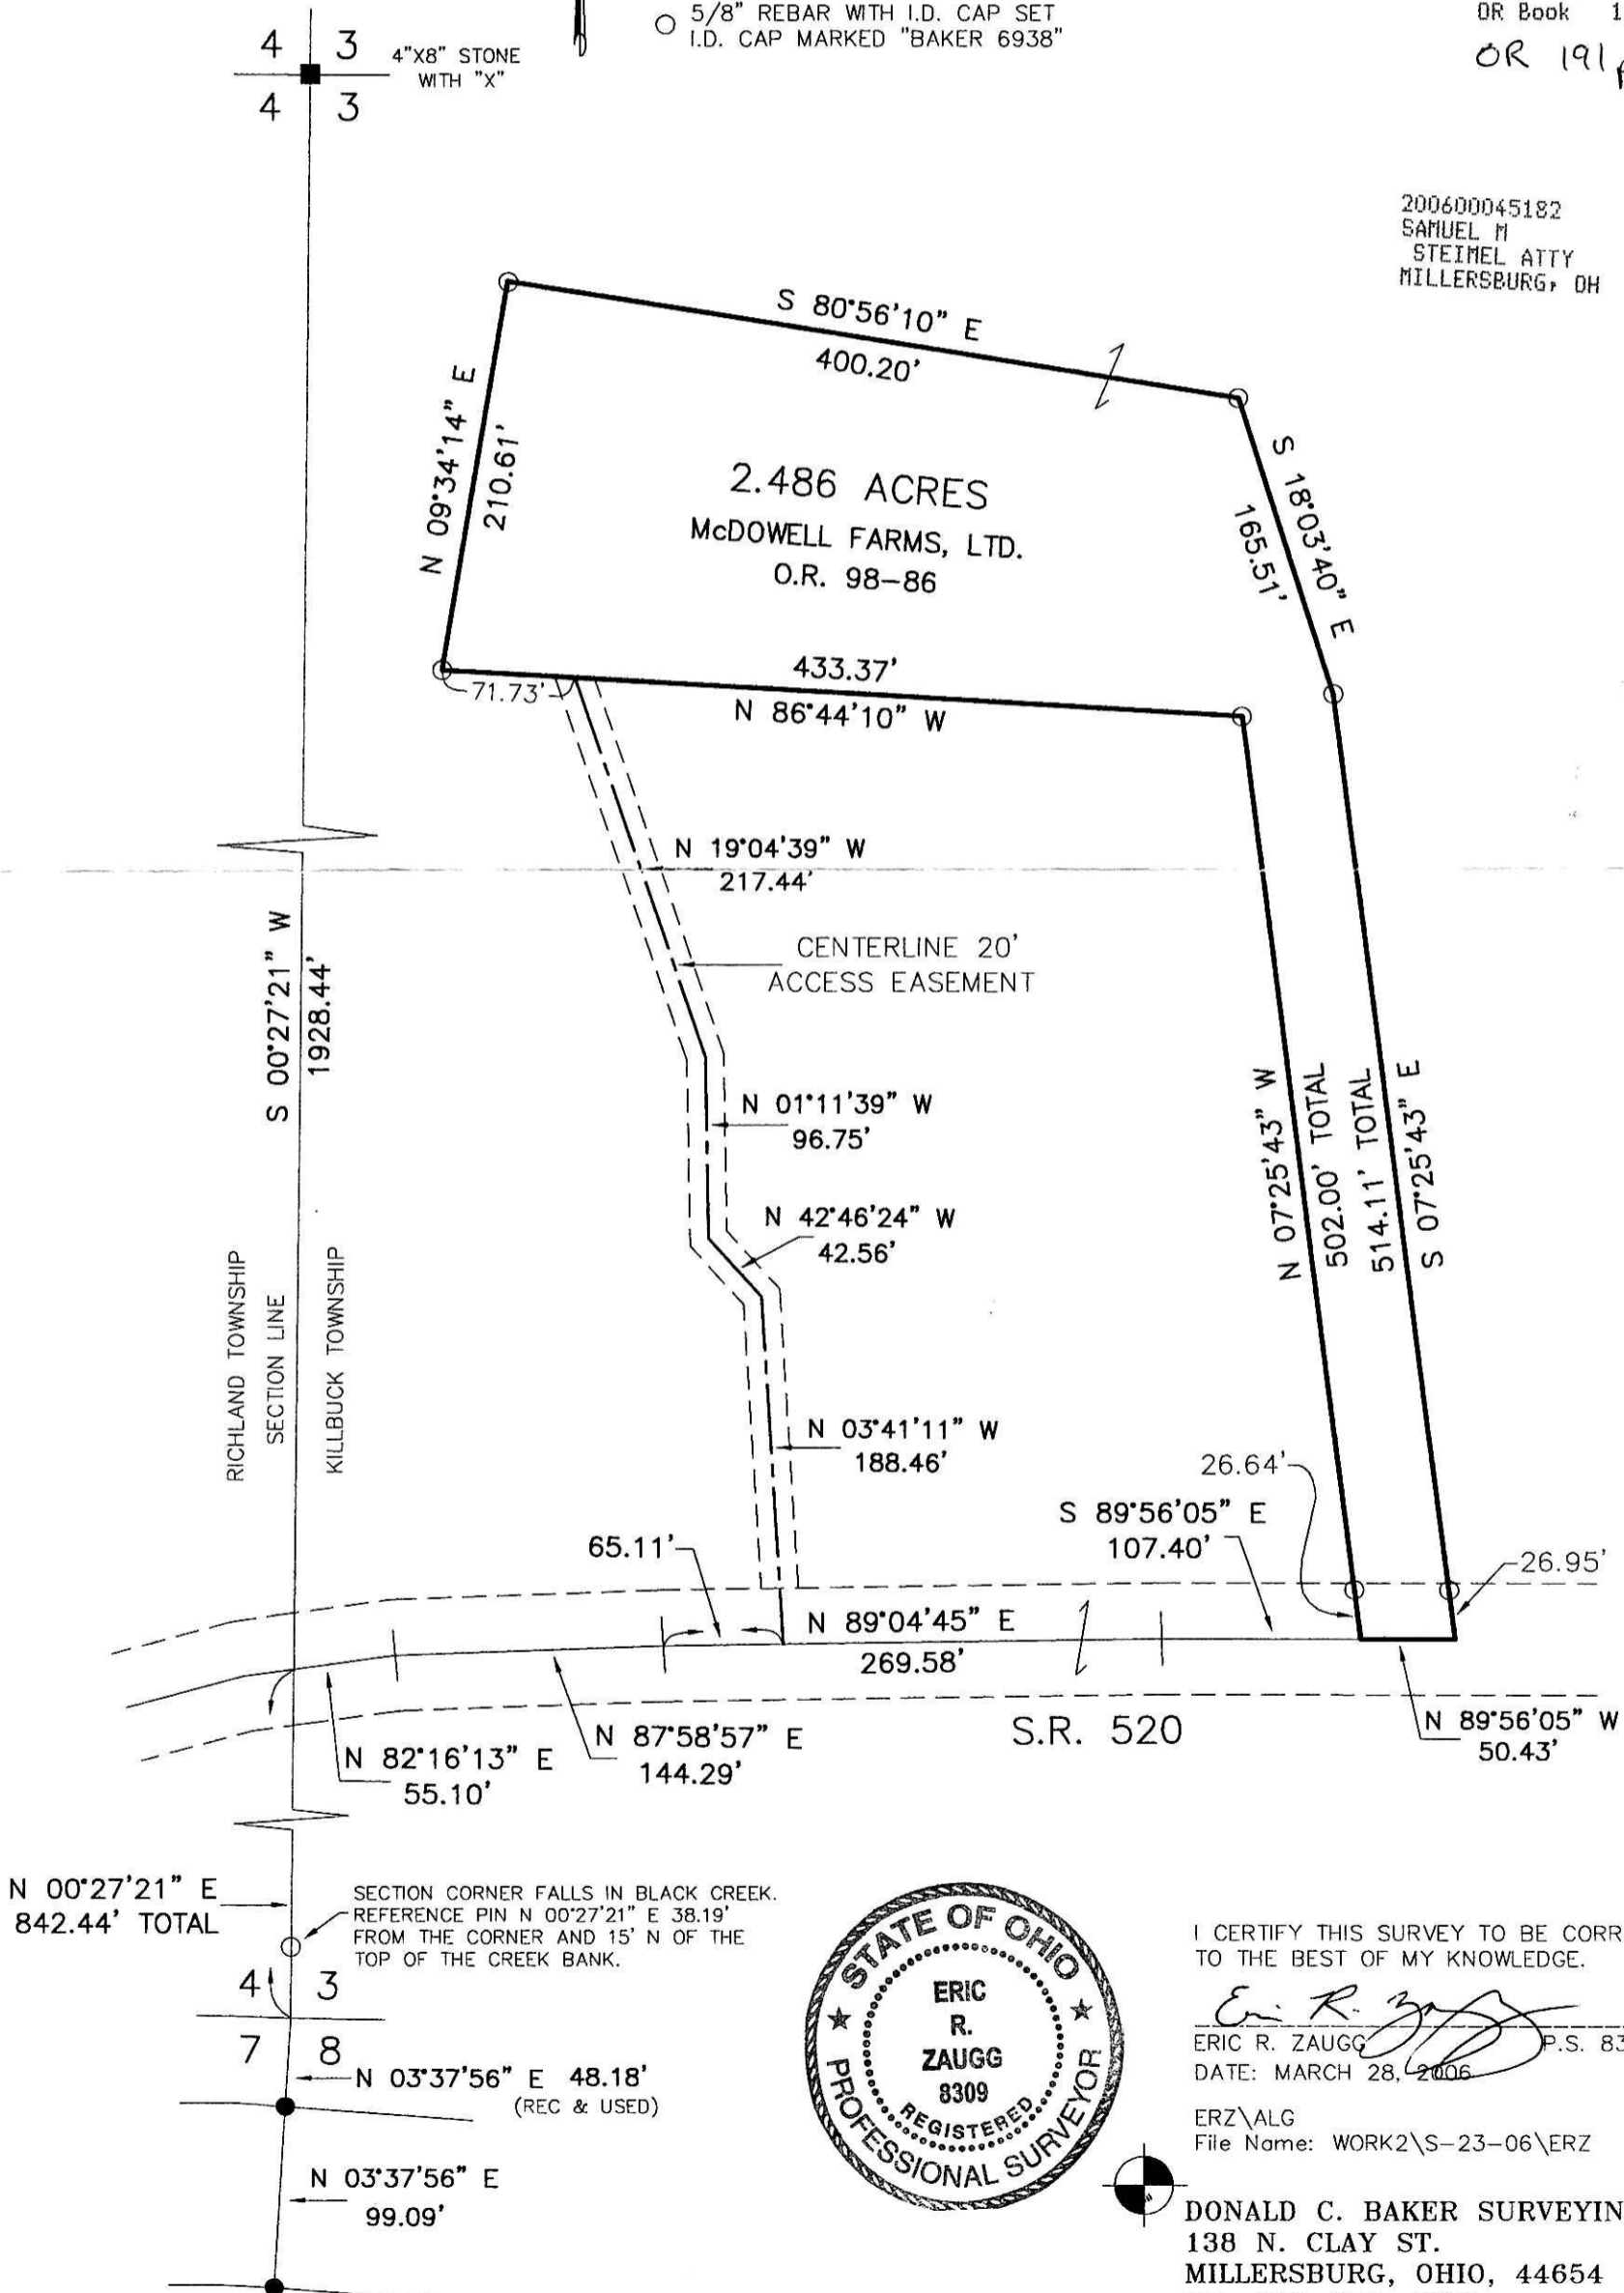 5/8" REBAR WITH I.D. CAP SET
I.D. CAP MARKED "BAKER 6938"
OR Book 1
OR 191
4 3
4 3
4"X8" STONE
WITH "X"
200600045182
SAMUEL M
STEIMEL ATTY
MILLERSBURG, OH
S 80°56'10" E
400.20'
N 09°34'14" E
210.61'
2.486 ACRES
McDOWELL FARMS, LTD.
O.R. 98-86
S 18°03'40" E
165.51'
433.37'
N 86°44'10" W
71.73'
N 19°04'39" W
217.44'
CENTERLINE 20'
ACCESS EASEMENT
S 00°27'21" W
1928.44'
N 01°11'39" W
96.75'
N 42°46'24" W
42.56'
N 07°25'43" W
502.00' TOTAL
514.11' TOTAL
S 07°25'43" E
RICHLAND TOWNSHIP
SECTION LINE
KILLBUCK TOWNSHIP
N 03°41'11" W
188.46'
26.64'
S 89°56'05" E
107.40'
65.11'
26.95'
N 89°04'45" E
269.58'
S.R. 520
N 89°56'05" W
50.43'
N 82°16'13" E
55.10'
N 87°58'57" E
144.29'
N 00°27'21" E
842.44' TOTAL
SECTION CORNER FALLS IN BLACK CREEK.
REFERENCE PIN N 00°27'21" E 38.19'
FROM THE CORNER AND 15' N OF THE
TOP OF THE CREEK BANK.
4 3
7 8
N 03°37'56" E 48.18'
(REC & USED)
N 03°37'56" E
99.09'
STATE OF OHIO
ERIC
R.
ZAUGG
8309
REGISTERED
PROFESSIONAL SURVEYOR
I CERTIFY THIS SURVEY TO BE CORR
TO THE BEST OF MY KNOWLEDGE.
Eric R. Zaugg
ERIC R. ZAUGG P.S. 83
DATE: MARCH 28, 2006
ERZ\ALG
File Name: WORK2\S-23-06\ERZ
DONALD C. BAKER SURVEYIN
138 N. CLAY ST.
MILLERSBURG, OHIO, 44654